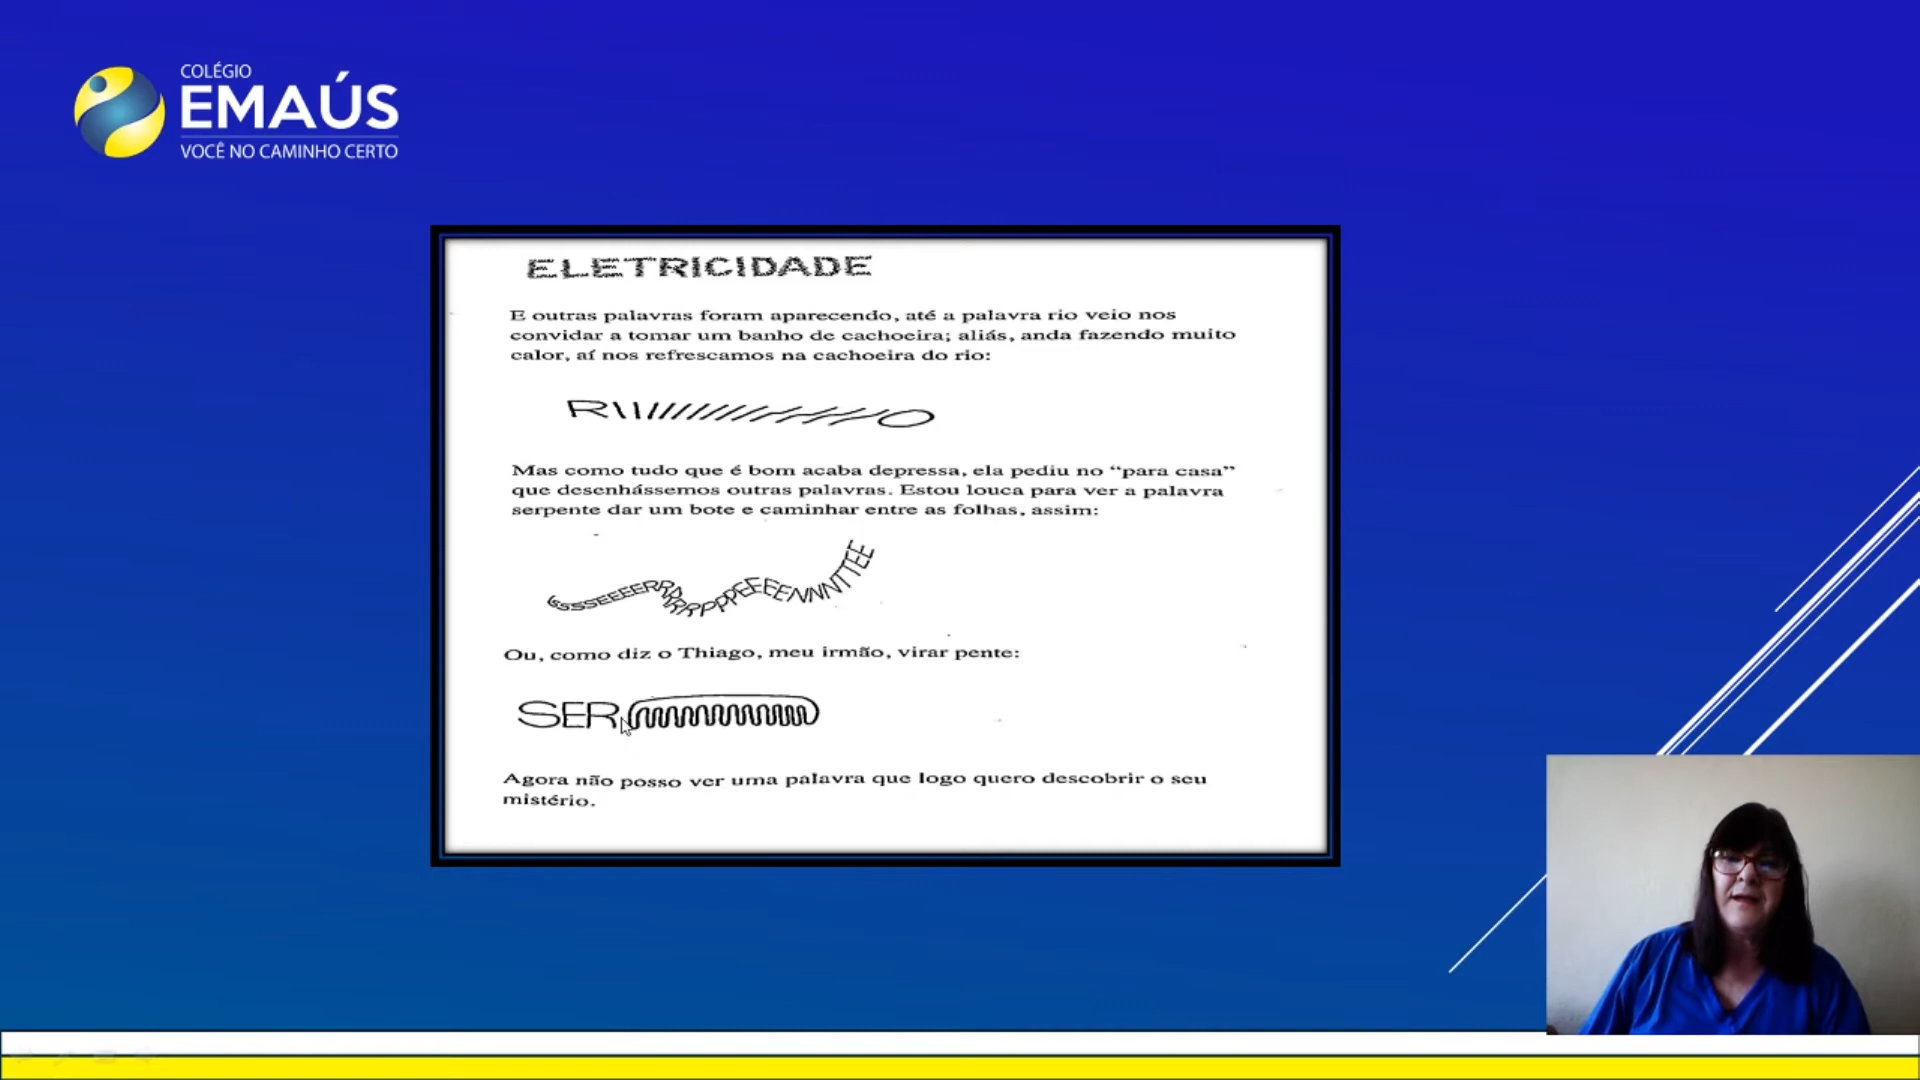 COLÉGIO
EMAÚS
VOCÊ NO CAMINHO CERTO
ELETRICIDADE
E outras palavras foram aparecendo, até a palavra rio veio nos
convidar a tomar um banho de cachoeira; aliás, anda fazendo muito
calor, aí nos refrescamos na cachoeira do rio:
RIIIIIIIIIIIIIIIIIO
Mas como tudo que é bom acaba depressa, ela pediu no “para casa”
que desenhássemos outras palavras. Estou louca para ver a palavra
serpente dar um bote e caminhar entre as folhas, assim:
SSSSSEEEEERRRRRRPPPPEEEEENNNNTTTEE
Ou, como diz o Thiago, meu irmão, virar pente:
SER
Agora não posso ver uma palavra que logo quero descobrir o seu
mistério.